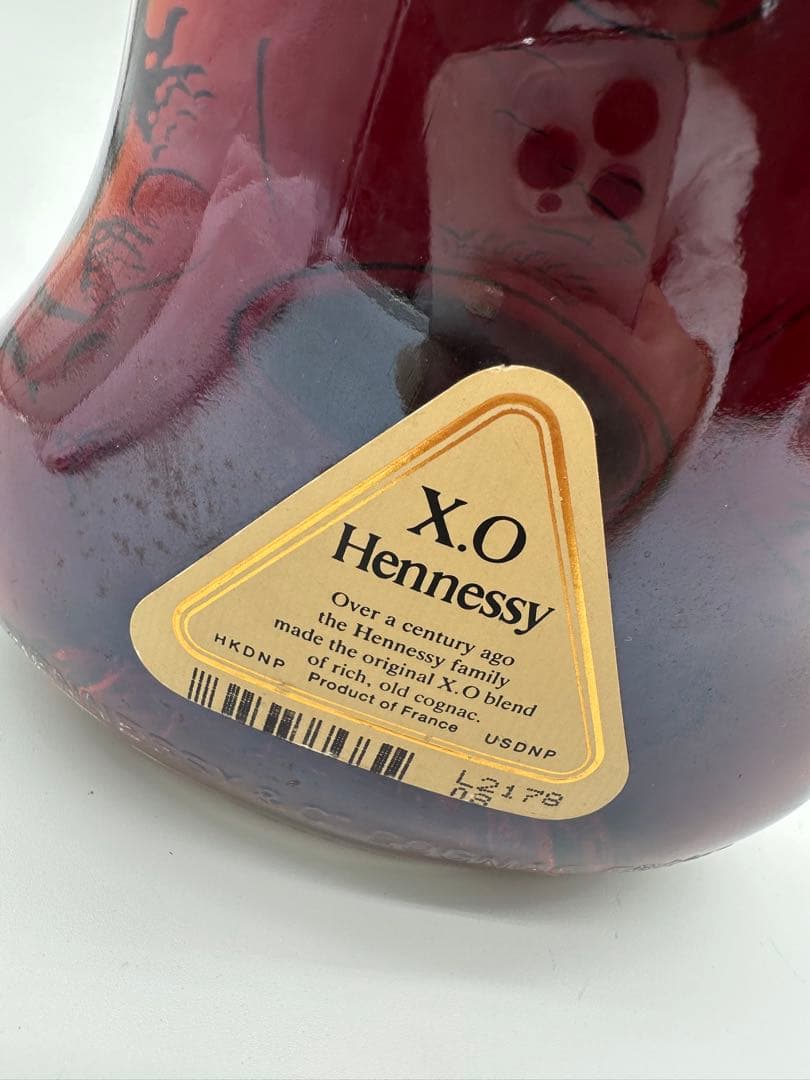 X.O
Hennessy
Over a century ago
the Hennessy family
made the original X.O blend
of rich, old cognac.
Product of France
HKDNP
USDNP
L2178
08